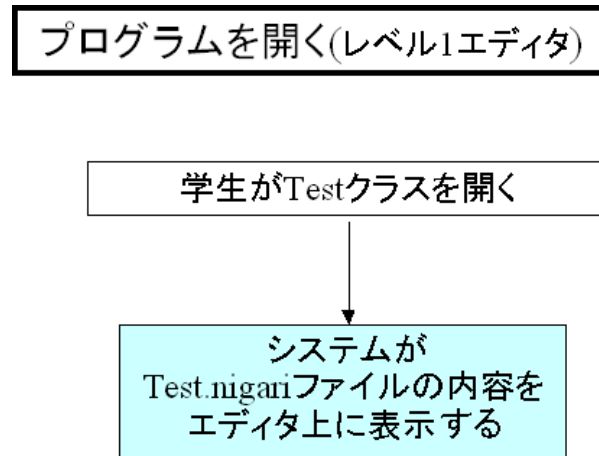 プログラムを開く(レベル1エディタ)
学生がTestクラスを開く
システムが
Test.nigariファイルの内容を
エディタ上に表示する